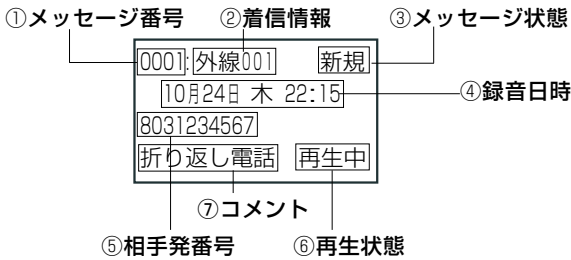 ①メッセージ番号 ②着信情報 ③メッセージ状態
0001:外線001 新規
10月24日 木 22:15 ④録音日時
8031234567
折り返し電話 再生中
⑦コメント
⑤相手発番号 ⑥再生状態